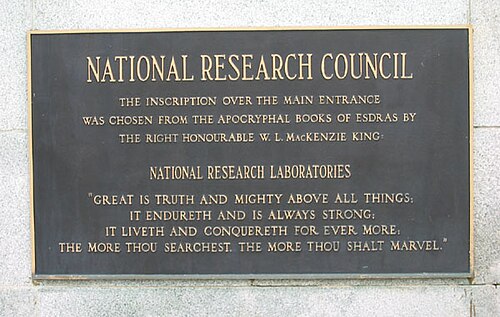 NATIONAL RESEARCH COUNCIL
THE INSCRIPTION OVER THE MAIN ENTRANCE
WAS CHOSEN FROM THE APOCRYPHAL BOOKS OF ESDRAS BY
THE RIGHT HONOURABLE W. L. MACKENZIE KING·
NATIONAL RESEARCH LABORATORIES
"GREAT IS TRUTH AND MIGHTY ABOVE ALL THINGS;
IT ENDURETH AND IS ALWAYS STRONG;
IT LIVETH AND CONQUERETH FOR EVER MORE;
THE MORE THOU SEARCHEST, THE MORE THOU SHALT MARVEL."